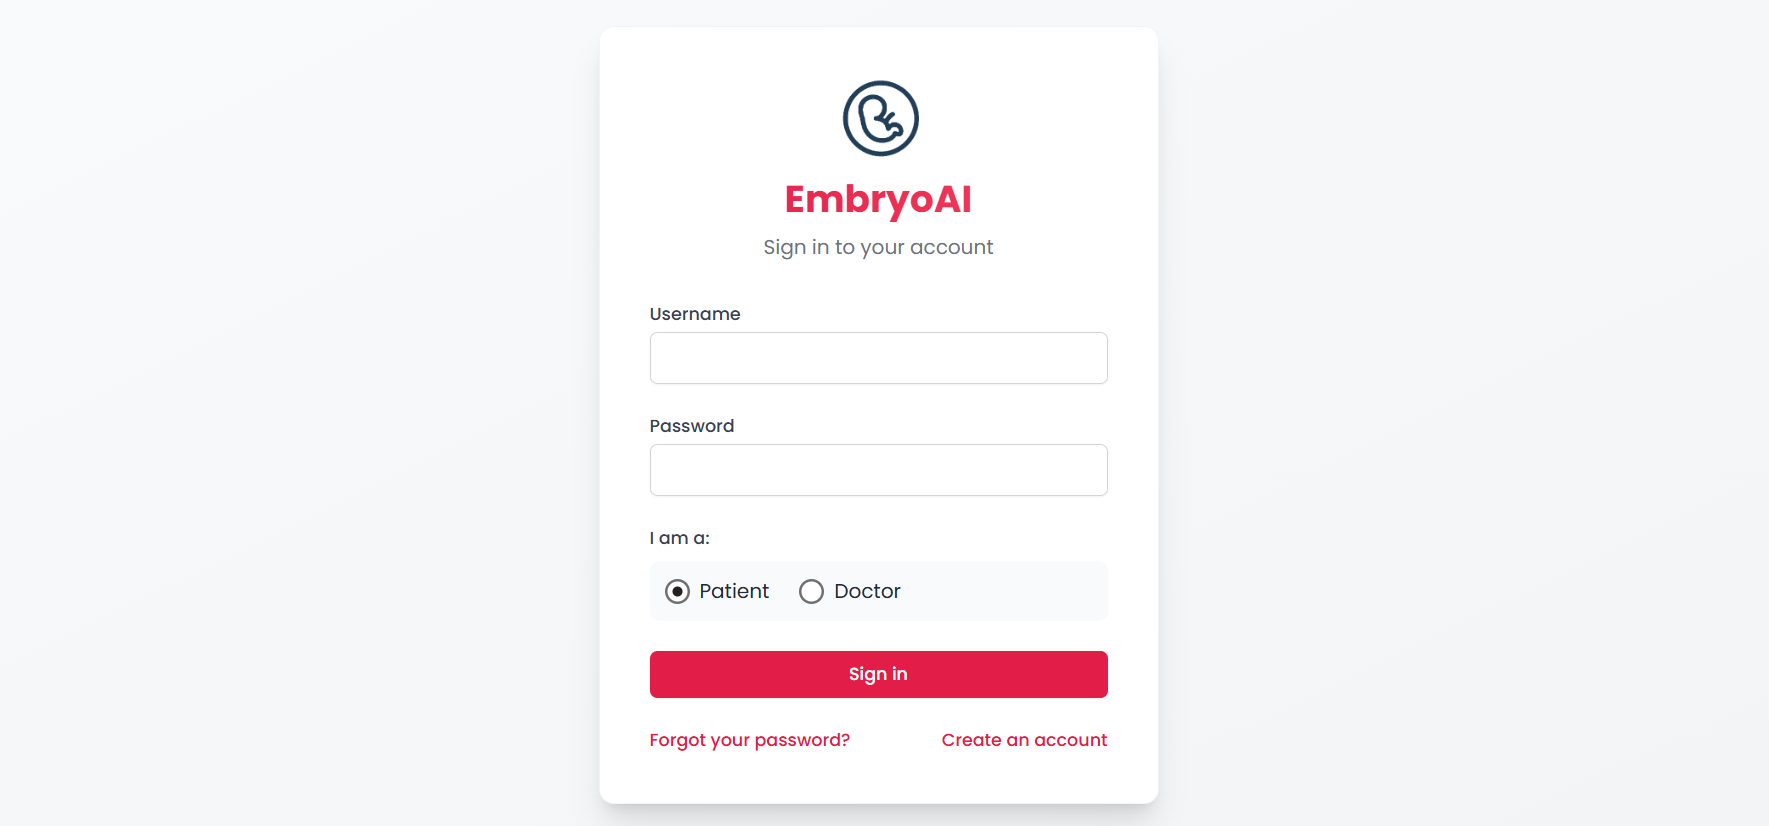 EmbryoAI
Sign in to your account
Username
Password
I am a:
Patient Doctor
Sign in
Forgot your password? Create an account